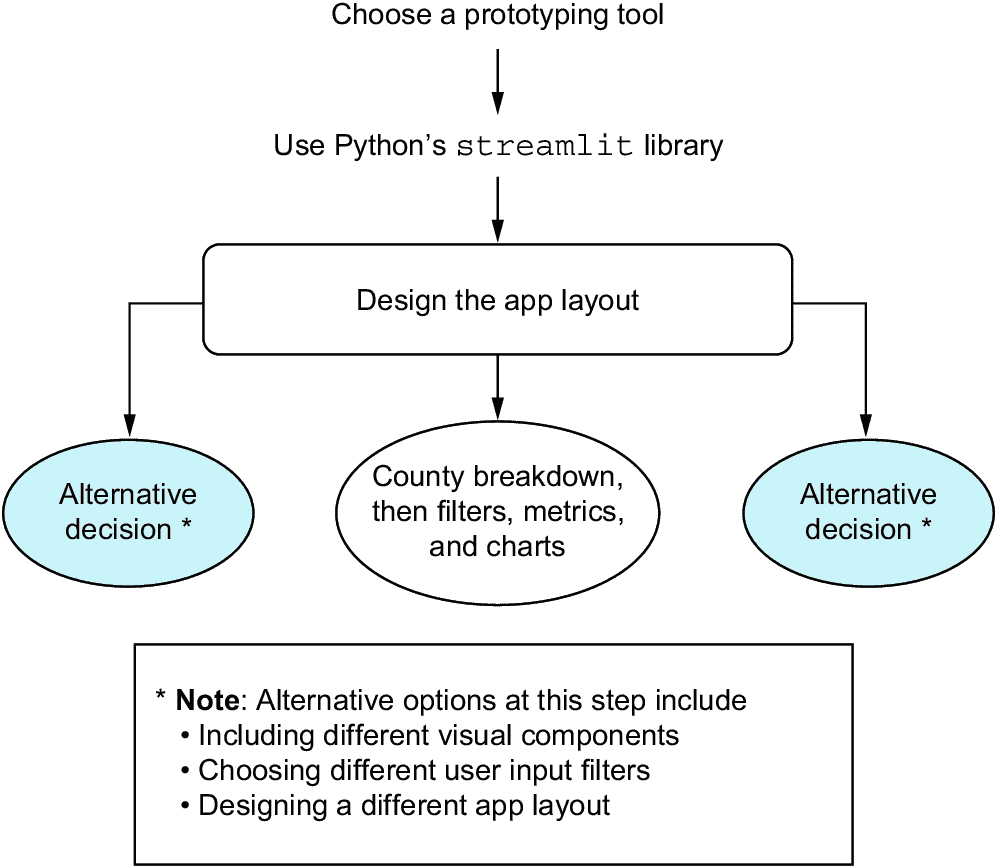 Choose a prototyping tool
Use Python’s streamlit library
Design the app layout
Alternative
decision *
County breakdown,
then filters, metrics,
and charts
Alternative
decision *
* Note: Alternative options at this step include
• Including different visual components
• Choosing different user input filters
• Designing a different app layout